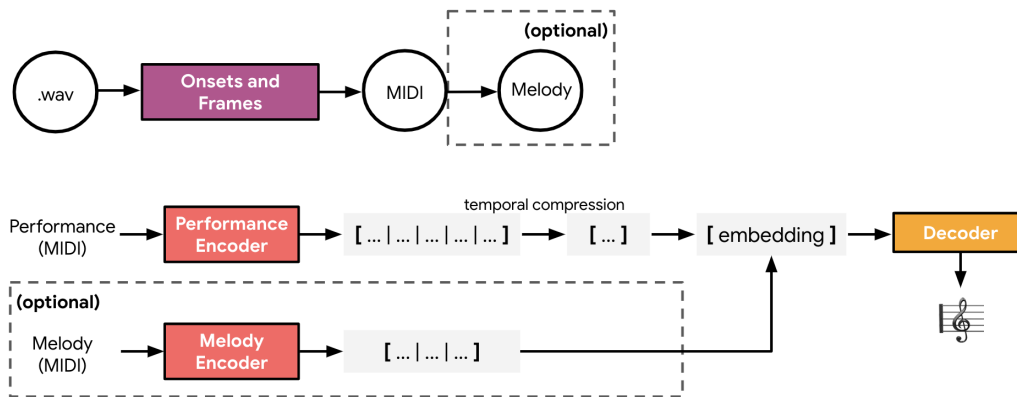 (optional)
.wav
Onsets and
Frames
MIDI
Melody
temporal compression
Performance
(MIDI)
Performance
Encoder
[ ... | ... | ... | ... | ... ]
[ ... ]
[ embedding ]
Decoder
(optional)
Melody
(MIDI)
Melody
Encoder
[ ... | ... | ... ]